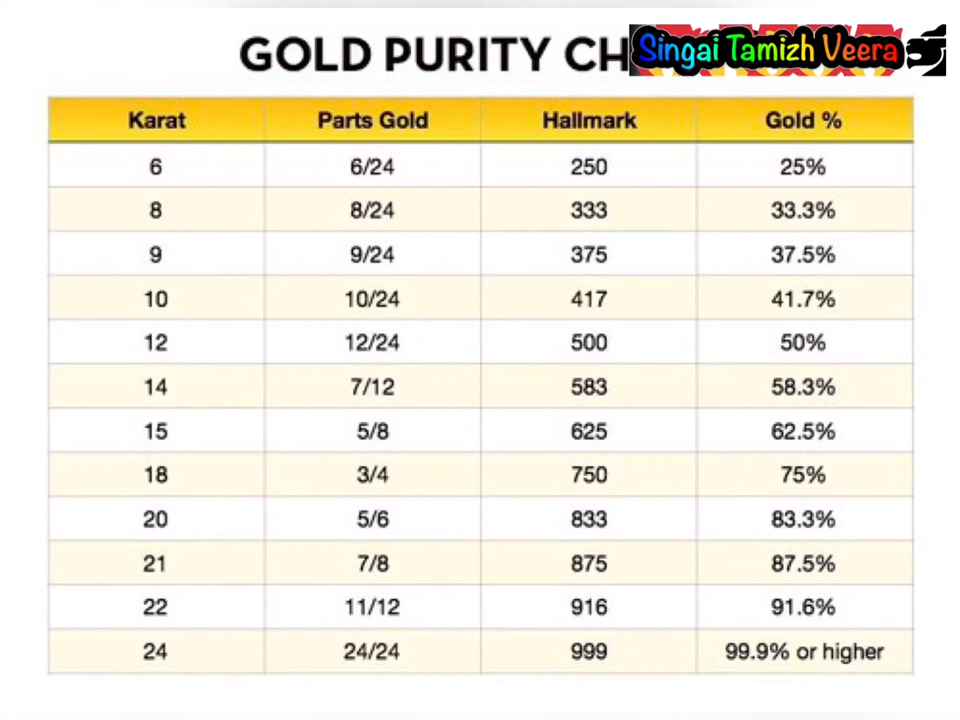 GOLD PURITY
Singai Tamizh Veera
Karat Parts Gold Hallmark Gold %
6 6/24 250 25%
8 8/24 333 33.3%
9 9/24 375 37.5%
10 10/24 417 41.7%
12 12/24 500 50%
14 7/12 583 58.3%
15 5/8 625 62.5%
18 3/4 750 75%
20 5/6 833 83.3%
21 7/8 875 87.5%
22 11/12 916 91.6%
24 24/24 999 99.9% or higher